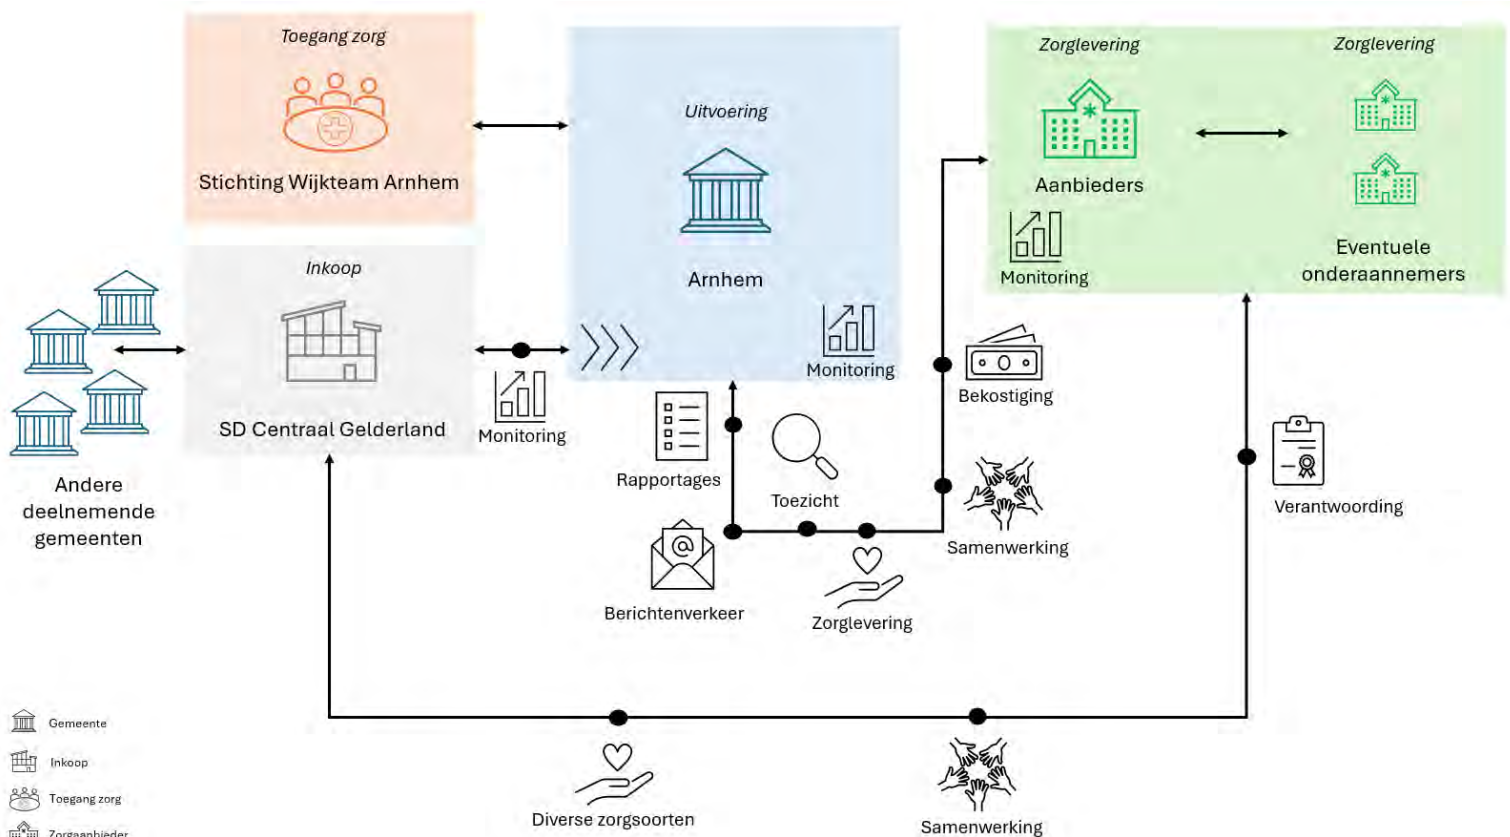 Toegang zorg
Stichting Wijkteam Arnhem
Inkoop
SD Centraal Gelderland
Andere
deelnemende
gemeenten
Monitoring
Uitvoering
Arnhem
Monitoring
Zorglevering
Aanbieders
Monitoring
Zorglevering
Eventuele
onderaannemers
Rapportages
Toezicht
Berichtenverkeer
Zorglevering
Bekostiging
Samenwerking
Verantwoording
Diverse zorgsoorten
Samenwerking
Gemeente
Inkoop
Toegang zorg
Zorgaanbieder
@